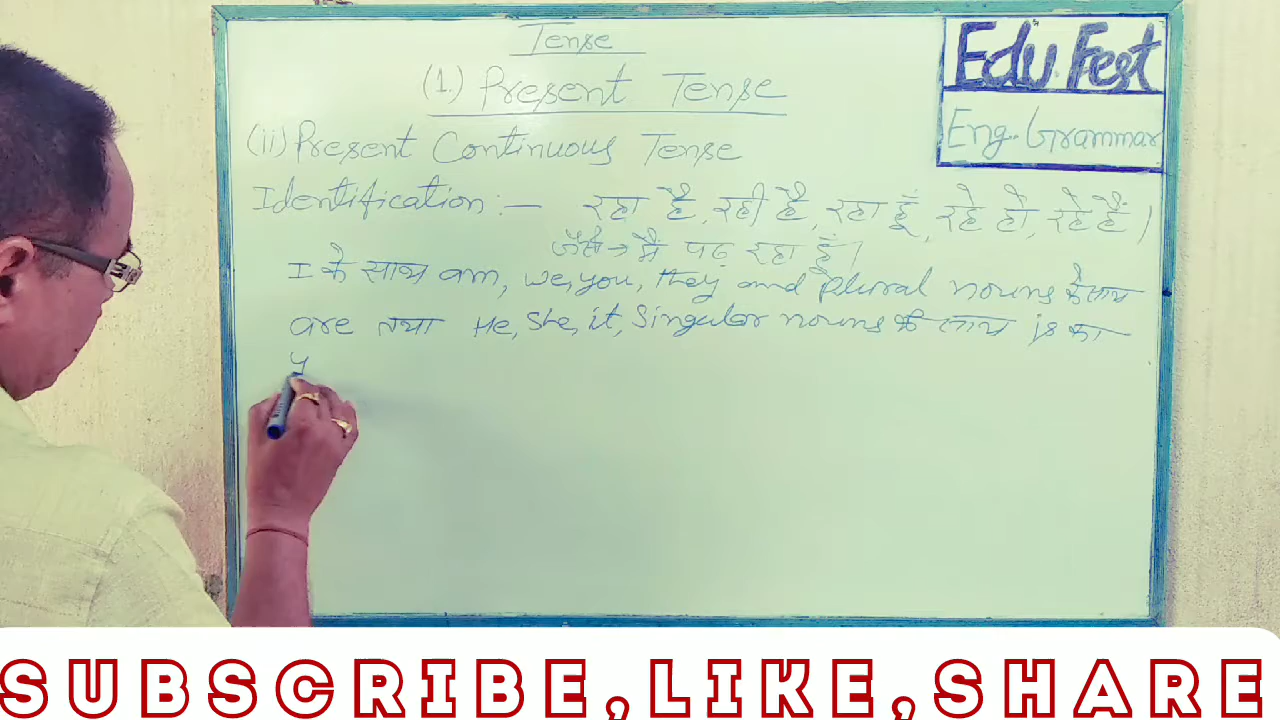 Tense
(1.) Present Tense
Edu Fest
Eng. Grammar
(ii) Present Continuous Tense
Identification :- रहा है, रही है, रहा हूँ, रहे हो, रहे हैं।
जैसे→ मैं पढ़ रहा हूँ।
I के साथ am, we, you, they and plural nouns के साथ
are तथा He, She, it, Singular nouns के साथ is का
SUBSCRIBE,LIKE,SHARE